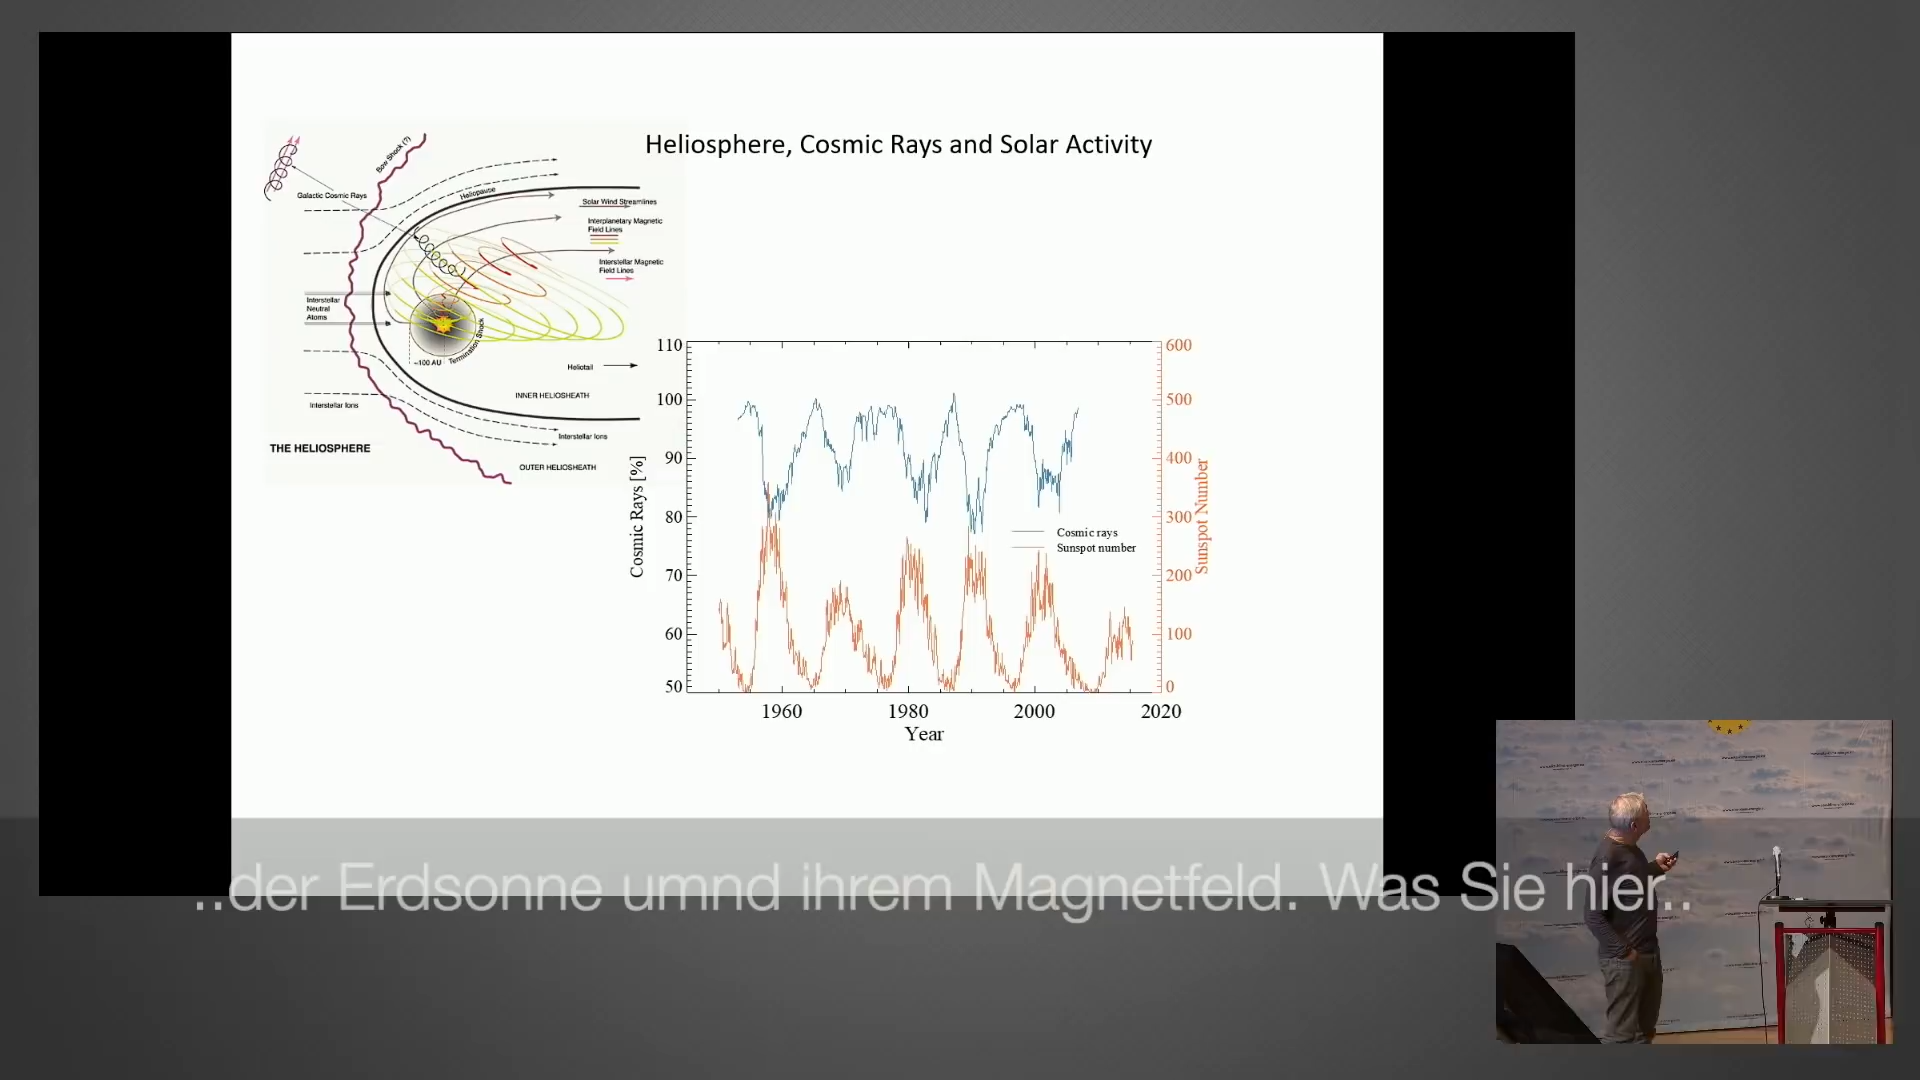 Heliosphere, Cosmic Rays and Solar Activity
Bow Shock (?)
Galactic Cosmic Rays
Heliopause
Solar Wind Streamlines
Interplanetary Magnetic
Field Lines
Interstellar Magnetic
Field Lines
Interstellar
Neutral
Atoms
Termination Shock
~100 AU
Heliotail
INNER HELIOSHEATH
Interstellar Ions
Interstellar Ions
THE HELIOSPHERE
OUTER HELIOSHEATH
110
100
90
80
70
60
50
Cosmic Rays [%]
600
500
400
300
200
100
0
Sunspot Number
Cosmic rays
Sunspot number
1960
1980
2000
2020
Year
..der Erdsonne umnd ihrem Magnetfeld. Was Sie hier..